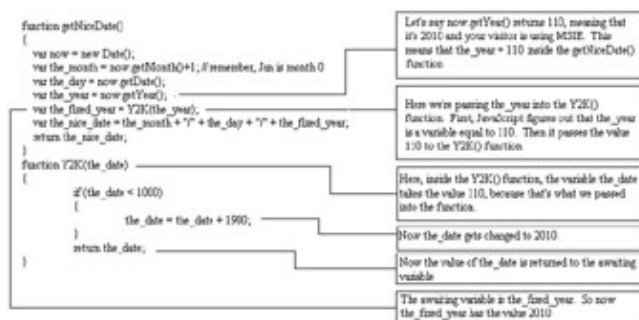 function getNiceDate()
{
var now = new Date();
var the_month = now.getMonth()+1; // remember, Jan is month 0
var the_day = now.getDate();
var the_year = now.getYear();
var the_fixed_year = Y2K(the_year);
var the_nice_date = the_month + "/" + the_day + "/" + the_fixed_year;
return the_nice_date;
}
function Y2K(the_date)
{
if (the_date < 1000)
{
the_date = the_date + 1900;
}
return the_date;
}
Let's say now.getYear() returns 110, meaning that
it's 2010 and your visitor is using MSIE. This
means that the_year = 110 inside the getNiceDate()
function
Here we're passing the_year into the Y2K()
function. First, JavaScript figures out that the_year
is a variable equal to 110. Then it passes the value
110 to the Y2K() function
Here, inside the Y2K() function, the variable the_date
takes the value 110, because that's what we passed
into the function.
Now the_date gets changed to 2010
Now the value of the_date is returned to the awaiting
variable
The awaiting variable is the_fixed_year. So now
the_fixed_year has the value 2010